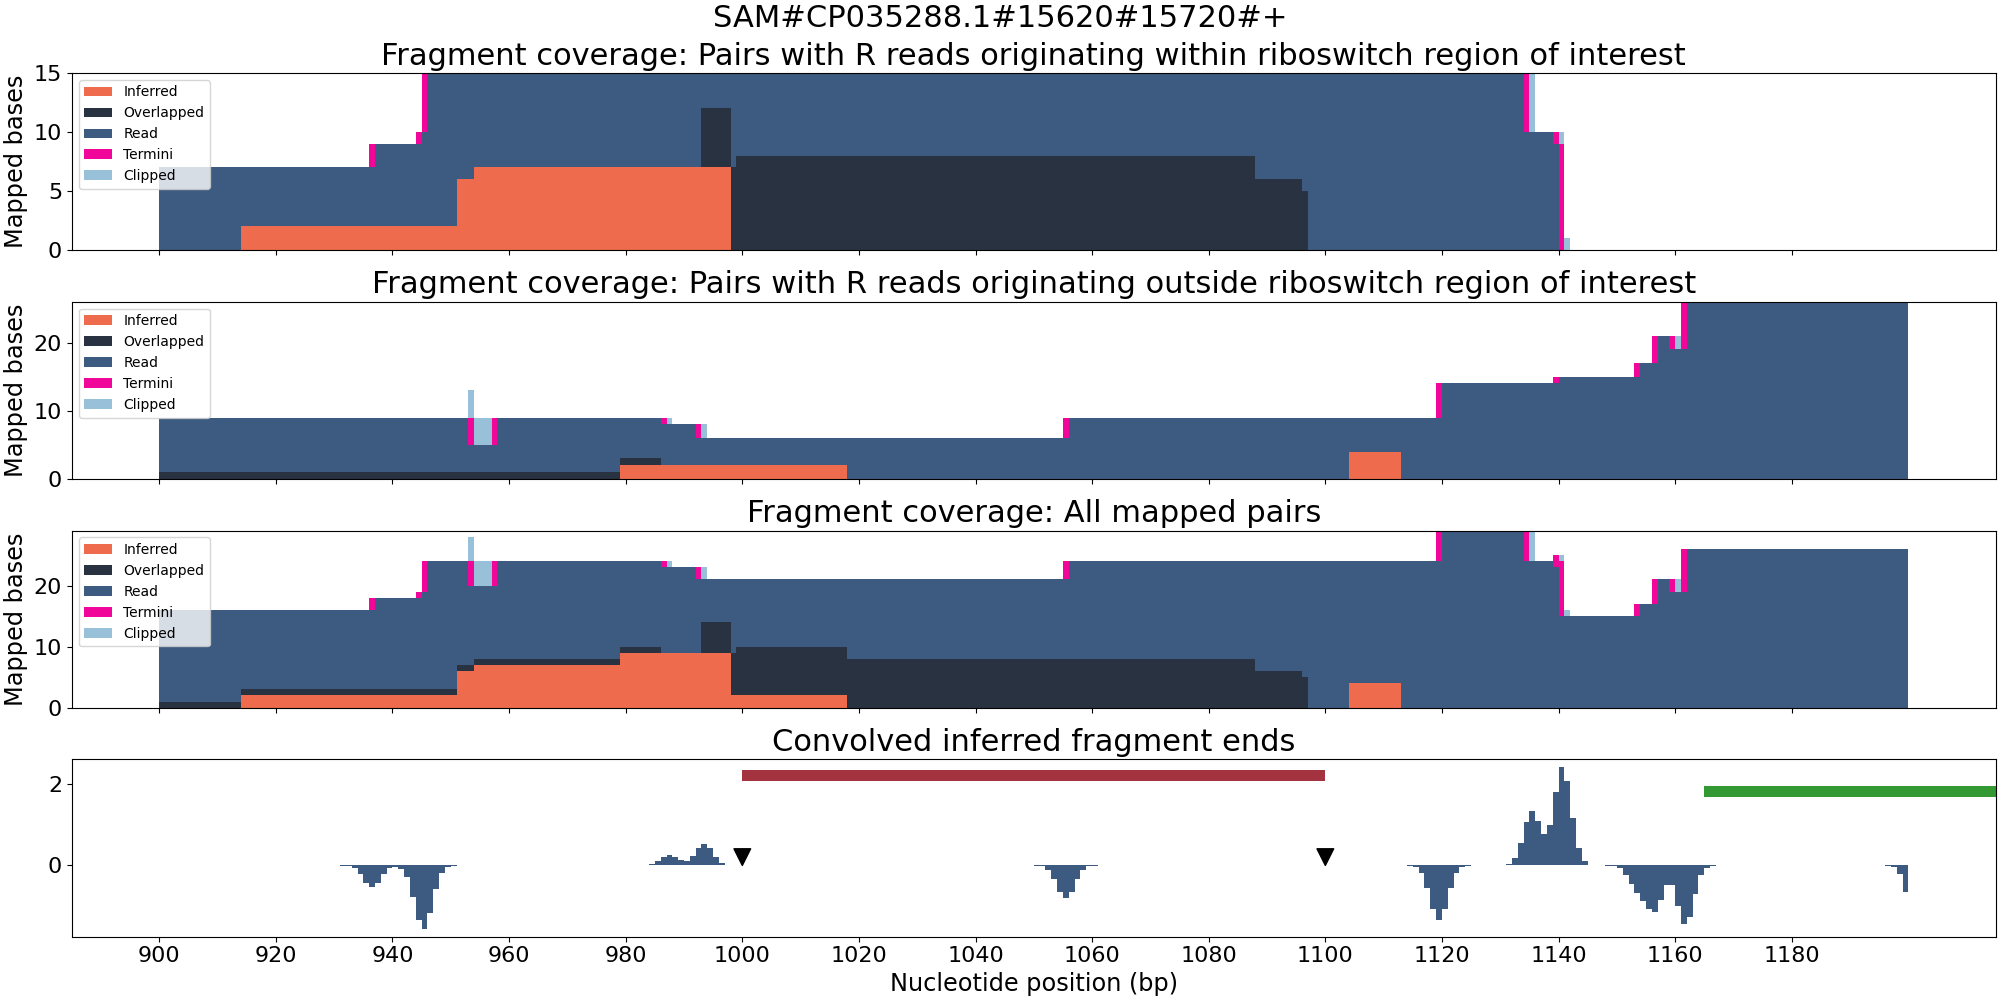 SAM#CP035288.1#15620#15720#+
Fragment coverage: Pairs with R reads originating within riboswitch region of interest
Mapped bases
15
10
5
0
Inferred
Overlapped
Read
Termini
Clipped
Fragment coverage: Pairs with R reads originating outside riboswitch region of interest
Mapped bases
20
10
0
Inferred
Overlapped
Read
Termini
Clipped
Fragment coverage: All mapped pairs
Mapped bases
20
10
0
Inferred
Overlapped
Read
Termini
Clipped
Convolved inferred fragment ends
2
0
900 920 940 960 980 1000 1020 1040 1060 1080 1100 1120 1140 1160 1180
Nucleotide position (bp)